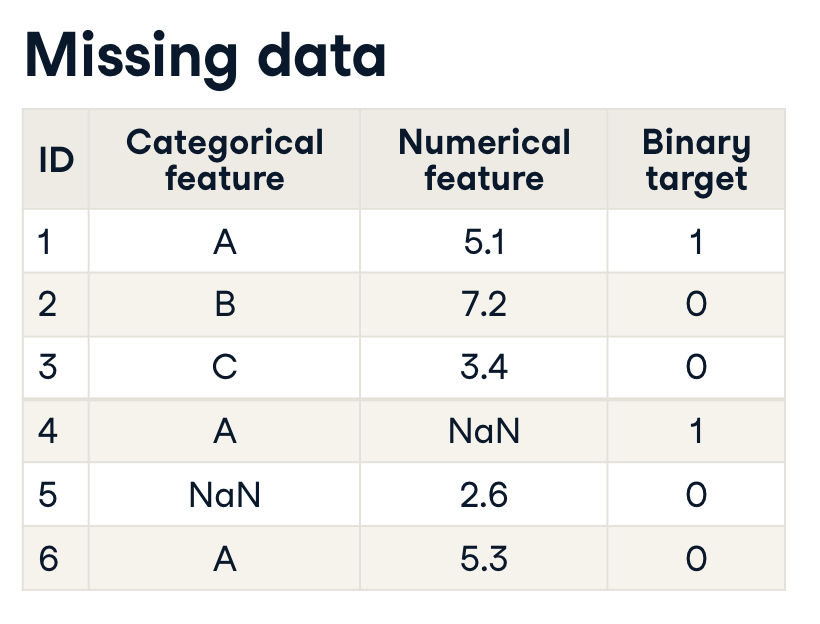 Missing data
ID Categorical feature Numerical feature Binary target
1 A 5.1 1
2 B 7.2 0
3 C 3.4 0
4 A NaN 1
5 NaN 2.6 0
6 A 5.3 0